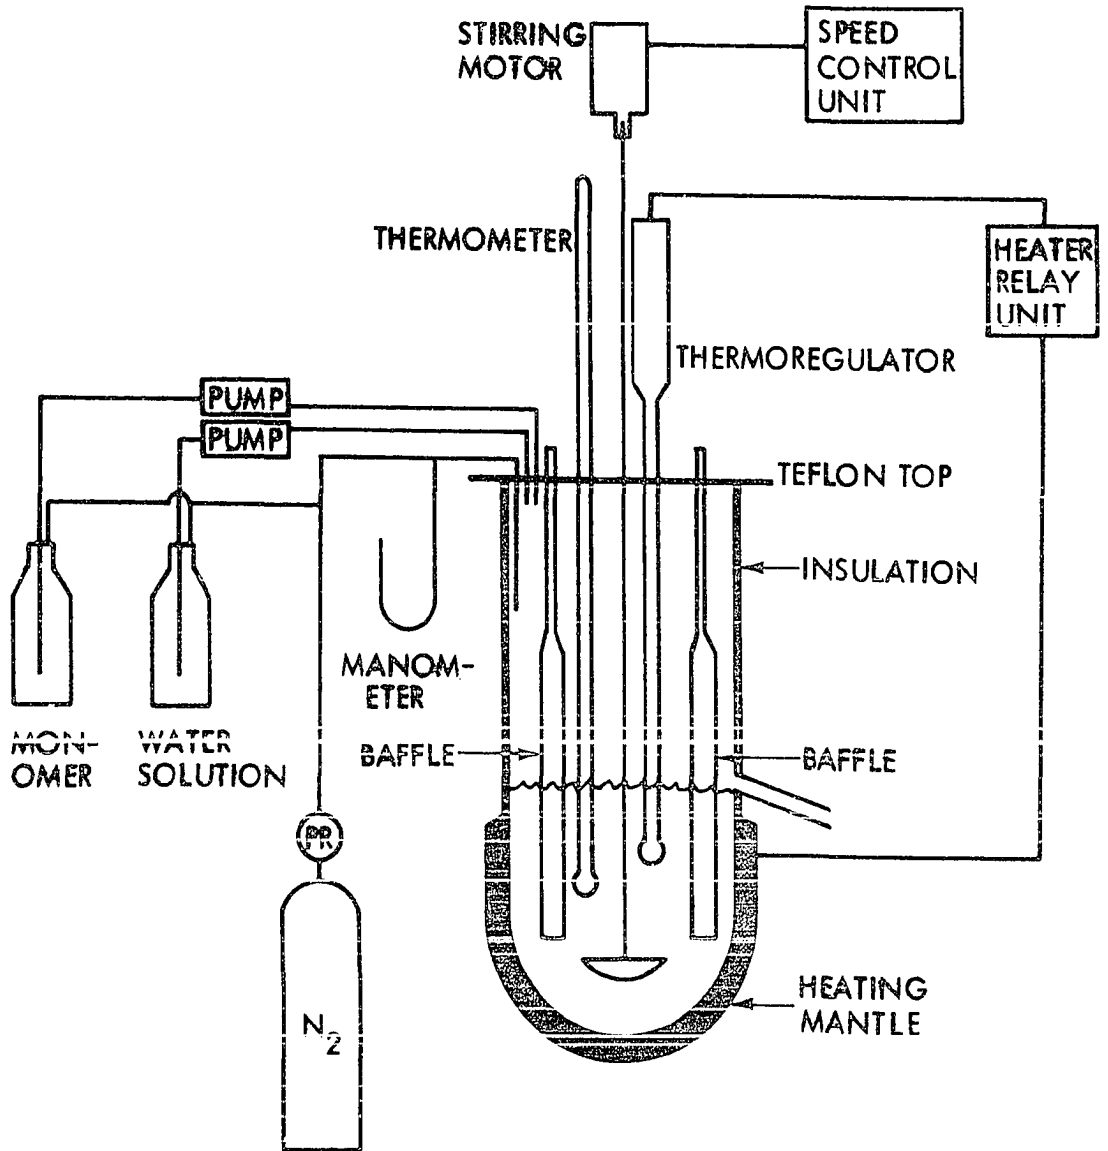 STIRRING
MOTOR
SPEED
CONTROL
UNIT
THERMOMETER
HEATER
RELAY
UNIT
THERMOREGULATOR
PUMP
PUMP
TEFLON TOP
INSULATION
MANOM-
ETER
MON-
OMER
WATER
SOLUTION
BAFFLE
BAFFLE
PR
HEATING
MANTLE
N2